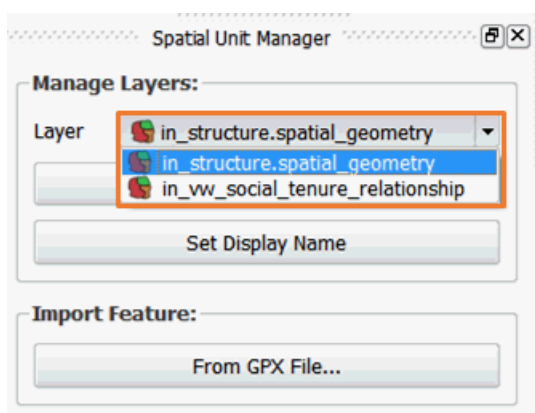 Spatial Unit Manager
Manage Layers:
Layer in_structure.spatial_geometry
in_structure.spatial_geometry
in_vw_social_tenure_relationship
Set Display Name
Import Feature:
From GPX File...